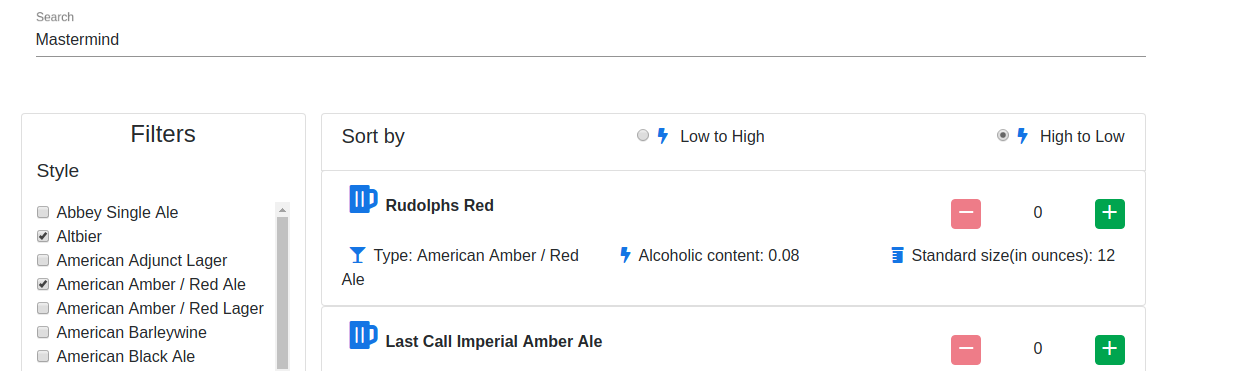 Search
Mastermind
Filters
Style
Abbey Single Ale
Altbier
American Adjunct Lager
American Amber / Red Ale
American Amber / Red Lager
American Barleywine
American Black Ale
Sort by
Low to High
High to Low
Rudolphs Red
0
Type: American Amber / Red
Ale
Alcoholic content: 0.08
Standard size(in ounces): 12
Last Call Imperial Amber Ale
0